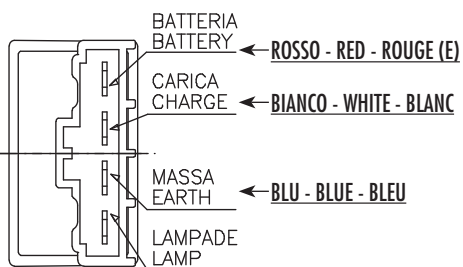 BATTERIA
BATTERY
ROSSO - RED - ROUGE (E)
CARICA
CHARGE
BIANCO - WHITE - BLANC
MASSA
EARTH
BLU - BLUE - BLEU
LAMPADE
LAMP